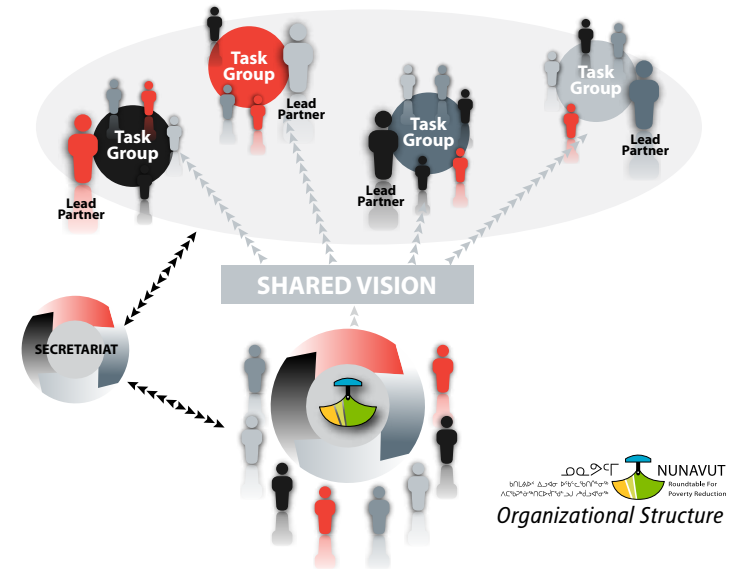 Task
Group
Lead
Partner
Task
Group
Lead
Partner
Task
Group
Lead
Partner
Task
Group
Lead
Partner
SHARED VISION
SECRETARIAT
NUNAVUT
Roundtable For
Poverty Reduction
Organizational Structure